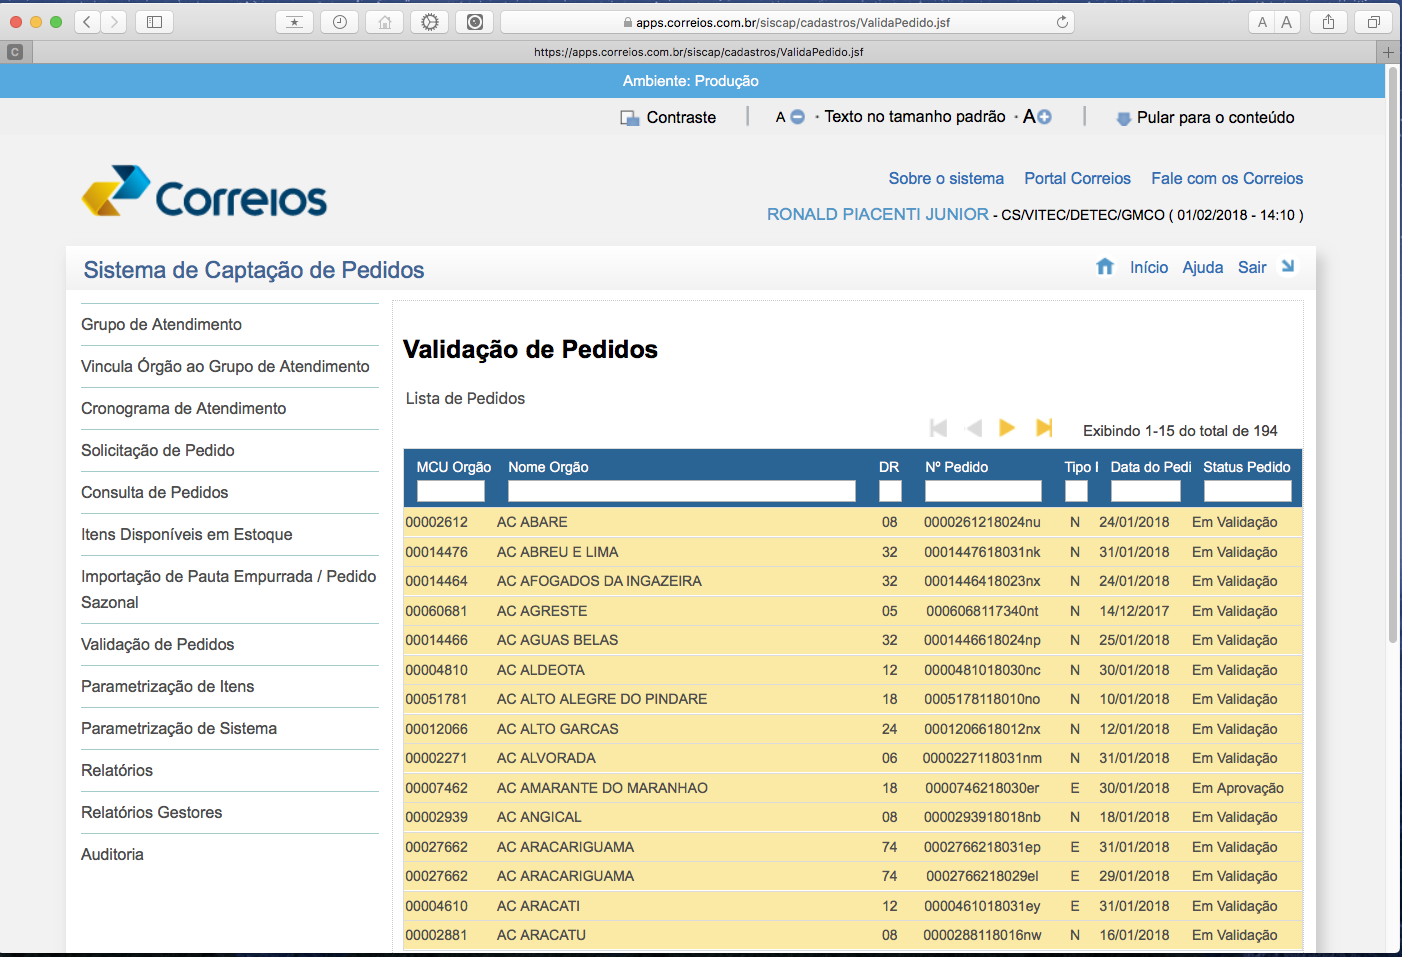 apps.correios.com.br/siscap/cadastros/ValidaPedido.jsf
A A
C
https://apps.correios.com.br/siscap/cadastros/ValidaPedido.jsf
Ambiente: Produção
Contraste | A · Texto no tamanho padrão · A | Pular para o conteúdo
Correios
Sobre o sistema Portal Correios Fale com os Correios
RONALD PIACENTI JUNIOR - CS/VITEC/DETEC/GMCO ( 01/02/2018 - 14:10 )
Sistema de Captação de Pedidos
Início Ajuda Sair
Grupo de Atendimento
Vincula Órgão ao Grupo de Atendimento
Cronograma de Atendimento
Solicitação de Pedido
Consulta de Pedidos
Itens Disponíveis em Estoque
Importação de Pauta Empurrada / Pedido
Sazonal
Validação de Pedidos
Parametrização de Itens
Parametrização de Sistema
Relatórios
Relatórios Gestores
Auditoria
Validação de Pedidos
Lista de Pedidos
Exibindo 1-15 do total de 194
MCU Orgão Nome Orgão DR Nº Pedido Tipo Data do Pedi Status Pedido
00002612 AC ABARE 08 0000261218024nu N 24/01/2018 Em Validação
00014476 AC ABREU E LIMA 32 0001447618031nk N 31/01/2018 Em Validação
00014464 AC AFOGADOS DA INGAZEIRA 32 0001446418023nx N 24/01/2018 Em Validação
00060681 AC AGRESTE 05 0006068117340nt N 14/12/2017 Em Validação
00014466 AC AGUAS BELAS 32 0001446618024np N 25/01/2018 Em Validação
00004810 AC ALDEOTA 12 0000481018030nc N 30/01/2018 Em Validação
00051781 AC ALTO ALEGRE DO PINDARE 18 0005178118010no N 10/01/2018 Em Validação
00012066 AC ALTO GARCAS 24 0001206618012nx N 12/01/2018 Em Validação
00002271 AC ALVORADA 06 0000227118031nm N 31/01/2018 Em Validação
00007462 AC AMARANTE DO MARANHAO 18 0000746218030er E 30/01/2018 Em Aprovação
00002939 AC ANGICAL 08 0000293918018nb N 18/01/2018 Em Validação
00027662 AC ARACARIGUAMA 74 0002766218031ep E 31/01/2018 Em Validação
00027662 AC ARACARIGUAMA 74 0002766218029el E 29/01/2018 Em Validação
00004610 AC ARACATI 12 0000461018031ey E 31/01/2018 Em Validação
00002881 AC ARACATU 08 0000288118016nw N 16/01/2018 Em Validação